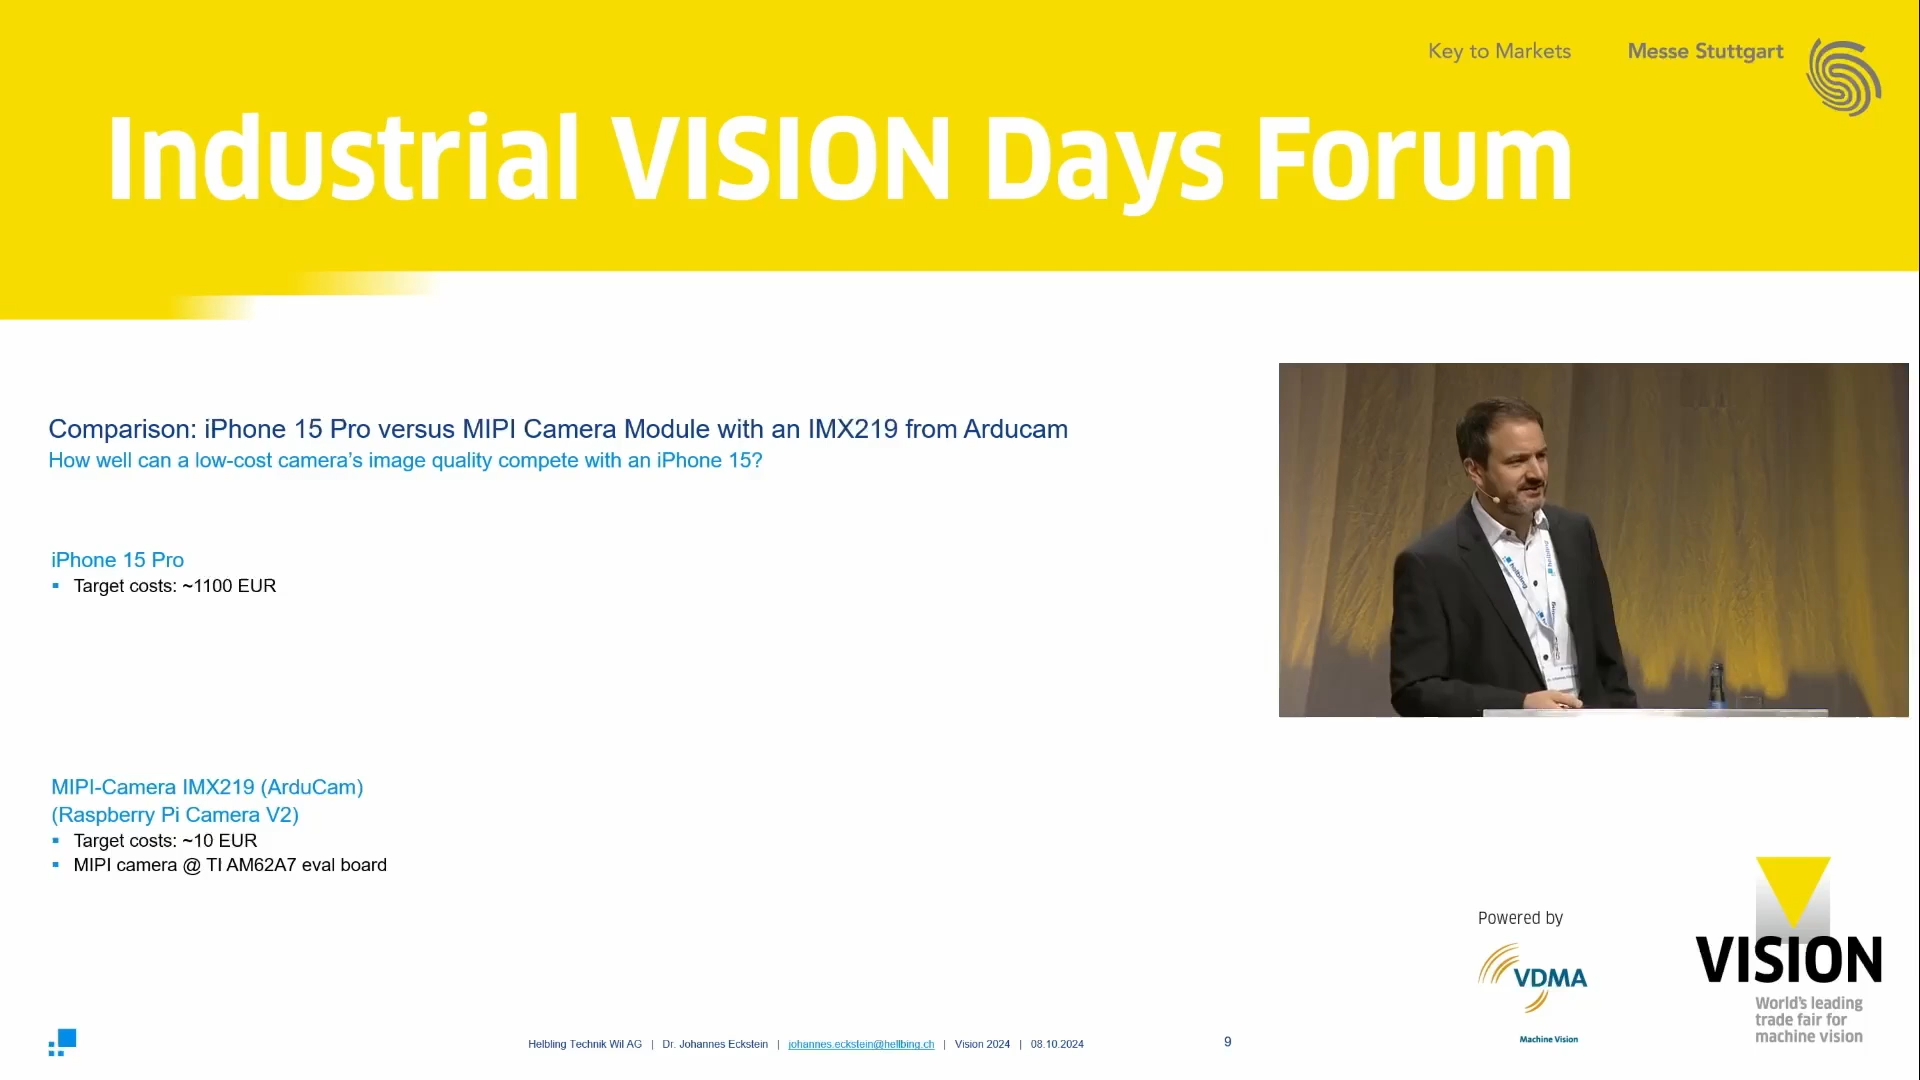 Key to Markets
Messe Stuttgart
Industrial VISION Days Forum
Comparison: iPhone 15 Pro versus MIPI Camera Module with an IMX219 from Arducam
How well can a low-cost camera's image quality compete with an iPhone 15?
iPhone 15 Pro
▪ Target costs: ~1100 EUR
MIPI-Camera IMX219 (ArduCam)
(Raspberry Pi Camera V2)
▪ Target costs: ~10 EUR
▪ MIPI camera @ TI AM62A7 eval board
Powered by
VDMA
Machine Vision
VISION
World's leading
trade fair for
machine vision
Helbling Technik Wil AG | Dr. Johannes Eckstein | johannes.eckstein@helbling.ch | Vision 2024 | 08.10.2024
9
helbling